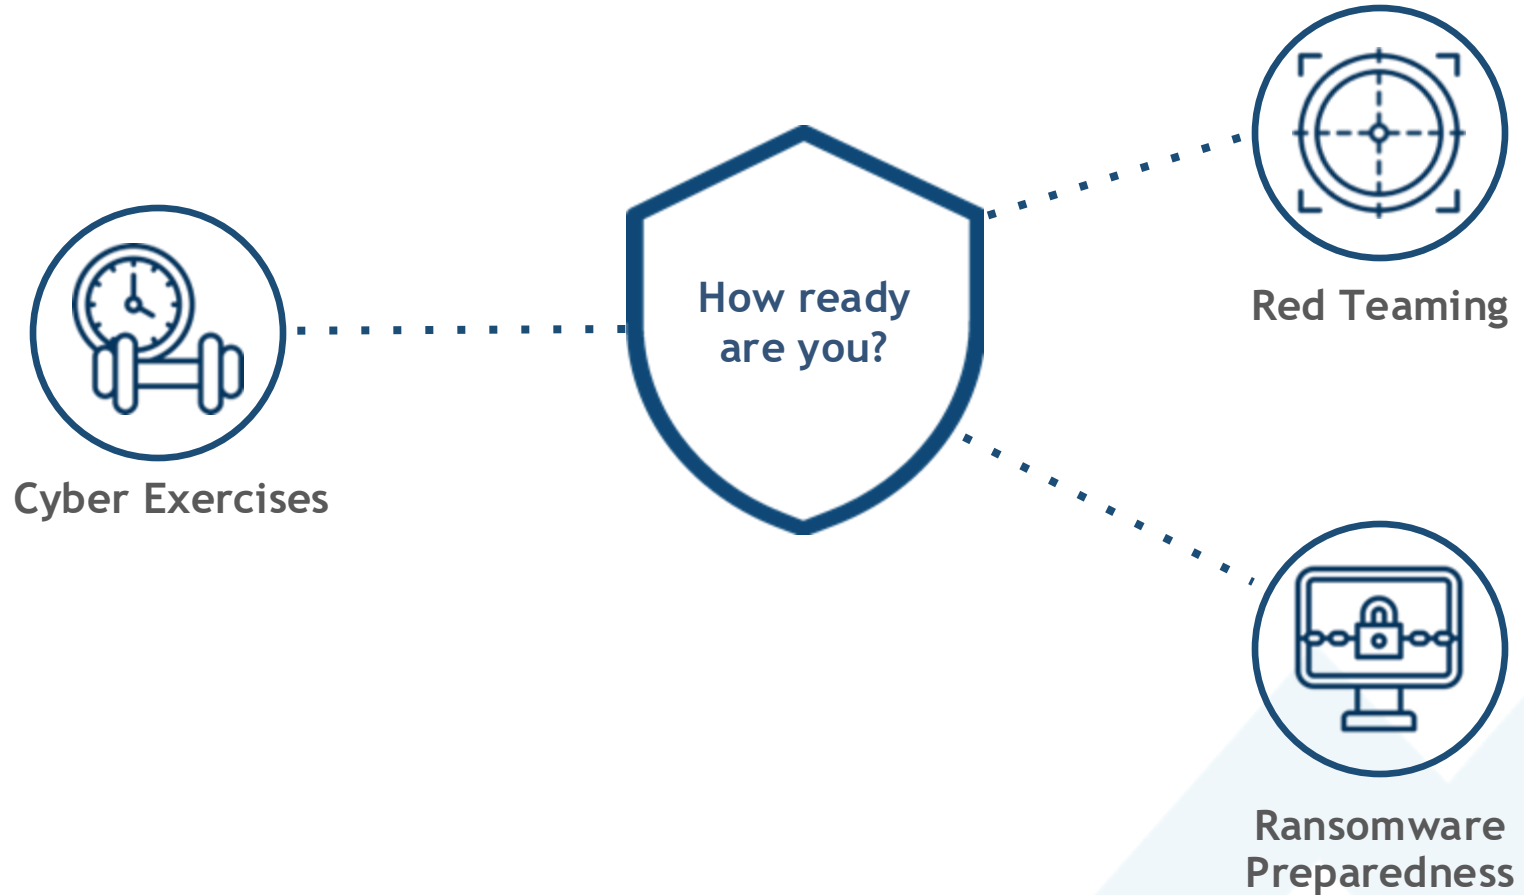 How ready
are you?
Red Teaming
Cyber Exercises
Ransomware
Preparedness